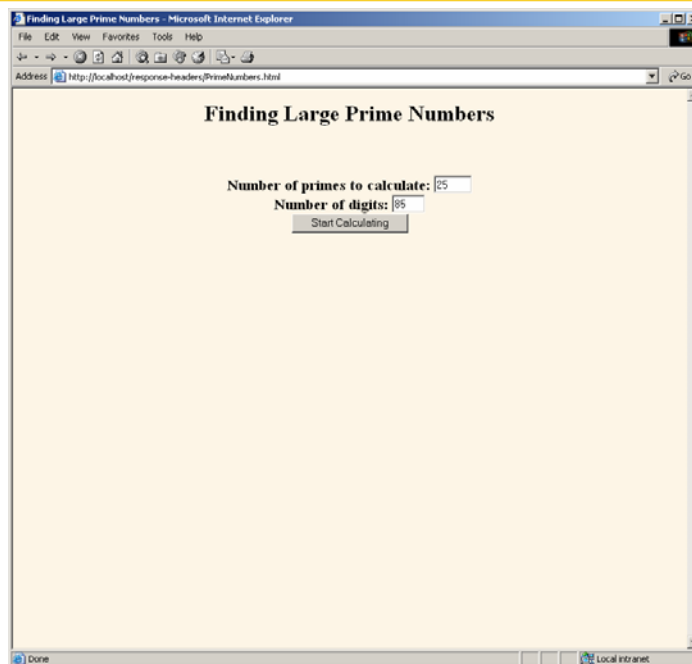 Finding Large Prime Numbers - Microsoft Internet Explorer
File Edit View Favorites Tools Help
Address http://localhost/response-headers/PrimeNumbers.html Go
Finding Large Prime Numbers
Number of primes to calculate: 25
Number of digits: 85
Start Calculating
Done Local intranet